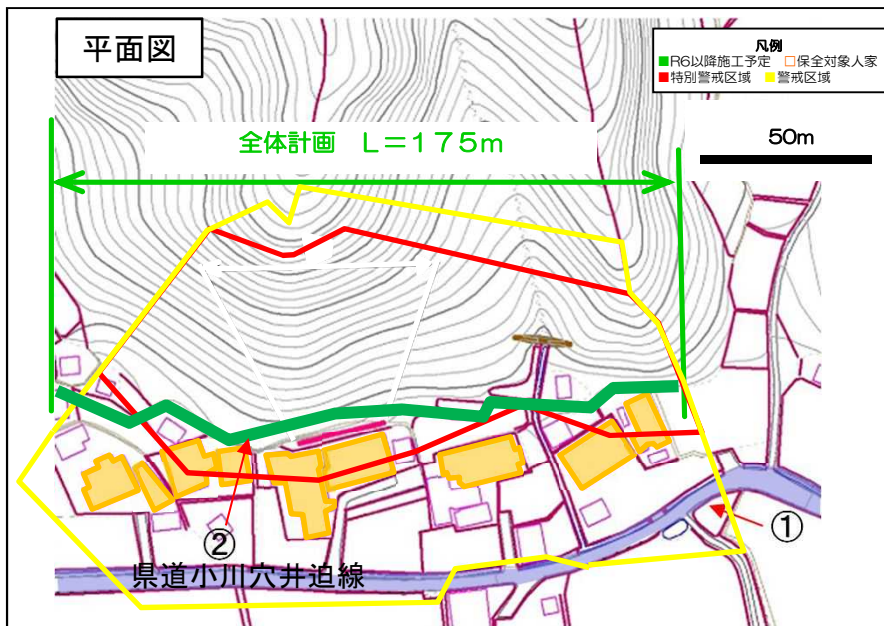 平面図
凡例
■R6以降施工予定 □保全対象人家
■特別警戒区域 ■警戒区域
全体計画 L=175m
50m
①
②
県道小川穴井迫線